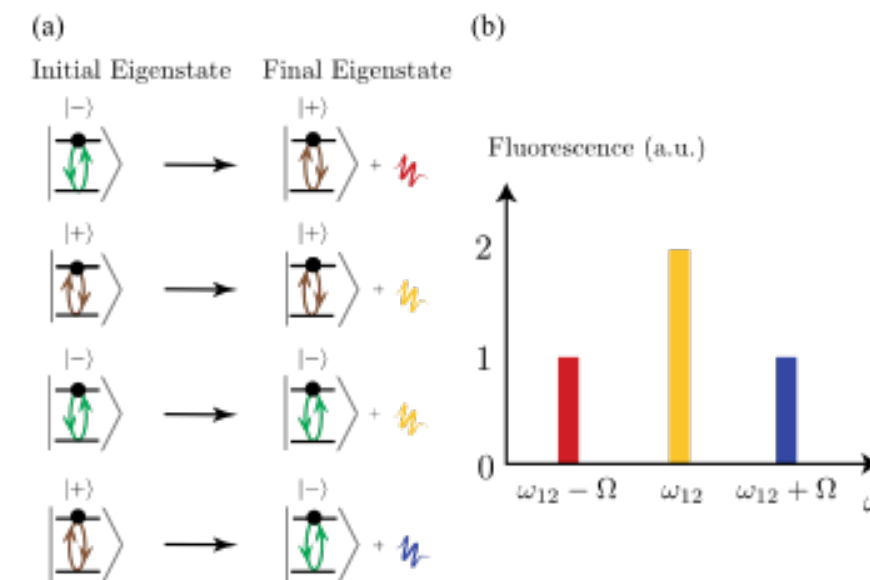 (a)
Initial Eigenstate Final Eigenstate
|−⟩ |+⟩
+
|+⟩ |+⟩
+
|−⟩ |−⟩
+
|+⟩ |−⟩
+
(b)
Fluorescence (a.u.)
2
1
0
ω₁₂ − Ω ω₁₂ ω₁₂ + Ω